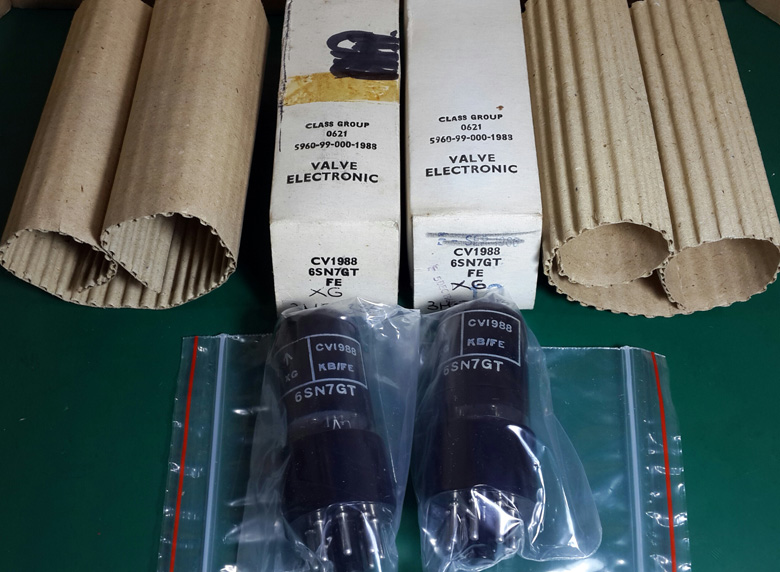 CLASS GROUP
0621
5960-99-000-1988
VALVE
ELECTRONIC
CV1988
6SN7GT
FE
XG
CLASS GROUP
0621
5960-99-000-1988
VALVE
ELECTRONIC
CV1988
6SN7GT
FE
XG
CV1988
XG
KB/FE
6SN7GT
CV1988
KB/FE
6SN7GT